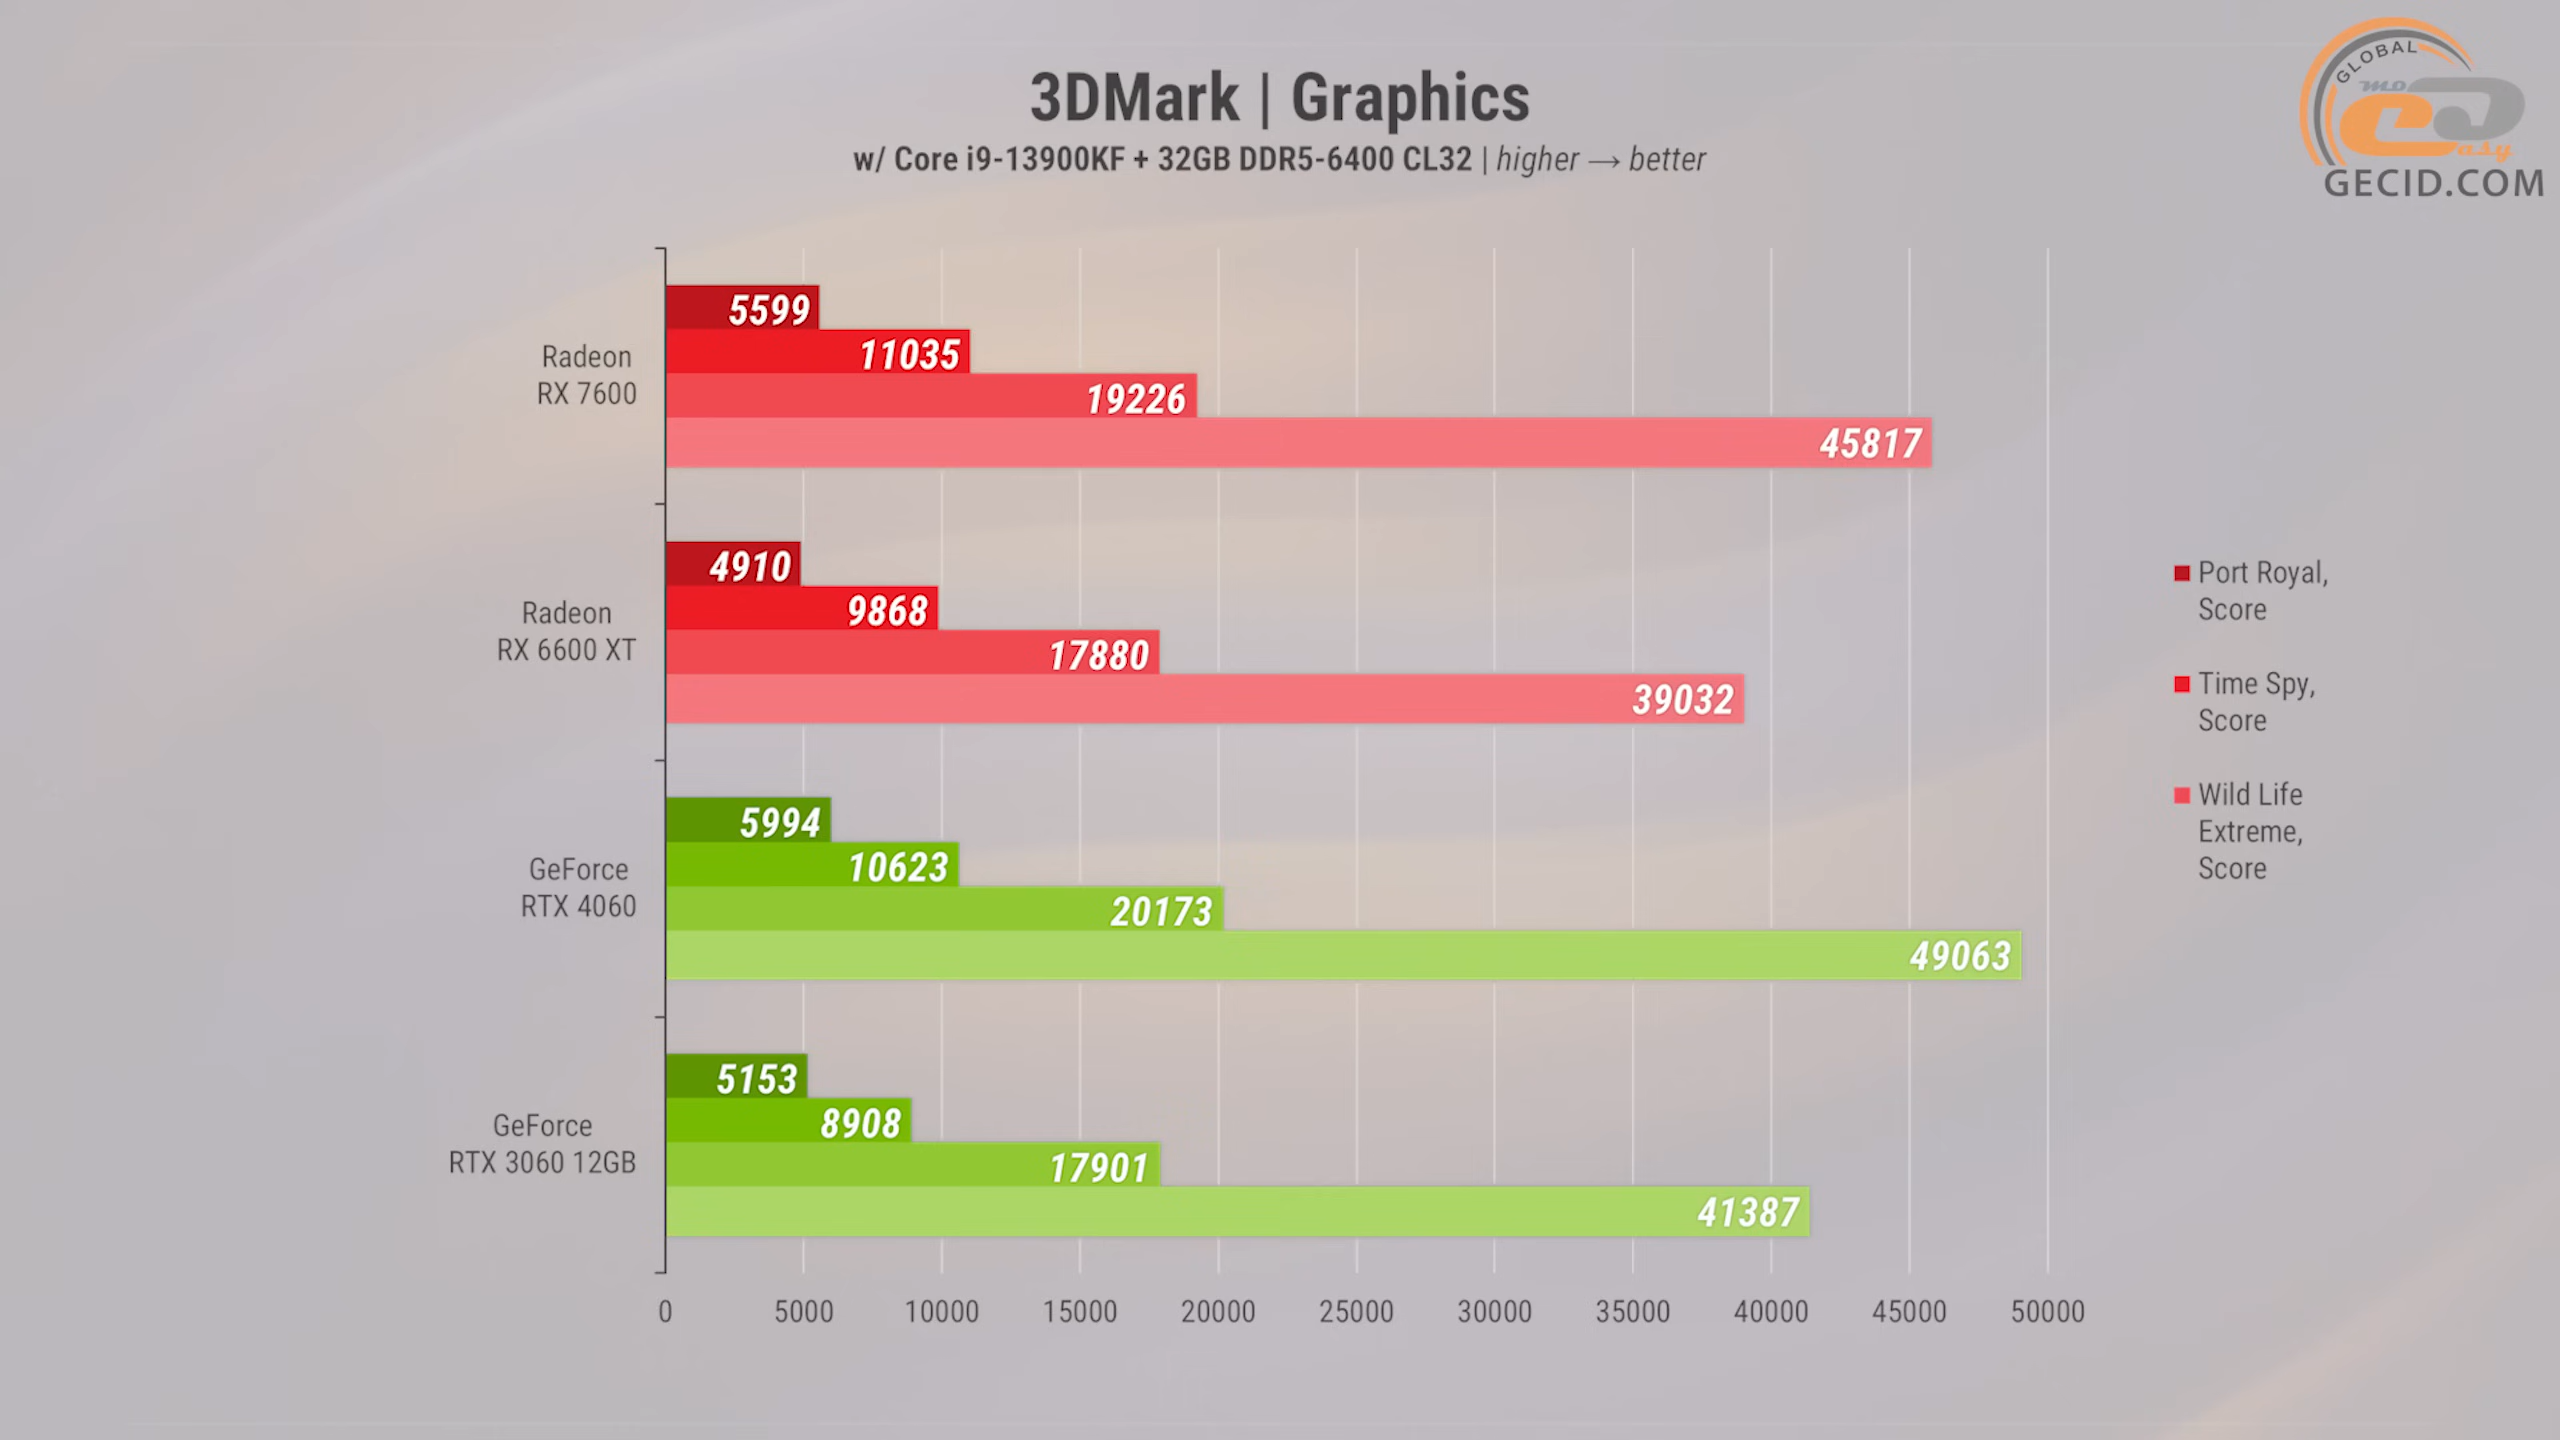 3DMark | Graphics
w/ Core i9-13900KF + 32GB DDR5-6400 CL32 | higher → better
GLOBAL
mo
easy
GECID.COM
Radeon
RX 7600
5599
11035
19226
45817
Radeon
RX 6600 XT
4910
9868
17880
39032
GeForce
RTX 4060
5994
10623
20173
49063
GeForce
RTX 3060 12GB
5153
8908
17901
41387
0 5000 10000 15000 20000 25000 30000 35000 40000 45000 50000
Port Royal,
Score
Time Spy,
Score
Wild Life
Extreme,
Score